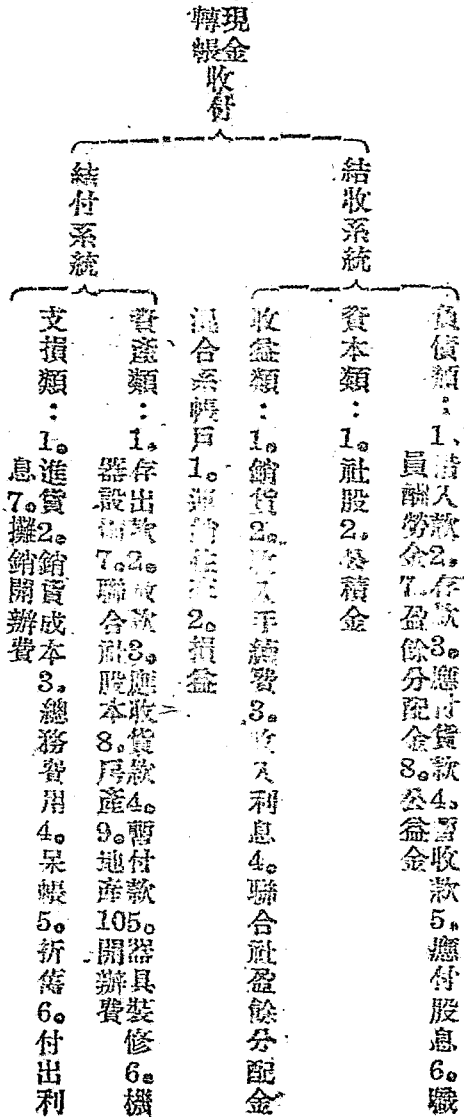 現金
轉帳收付
結收系統
負債類：1、借入款2。存款3。應付貨款4。暫收款5。應付股息6。職
員酬勞金7。盈餘分配金8。公益金
資本類：1。社股2。公積金
收益類：1。銷貨2。收入手續費3。收入利息4。聯合社盈餘分配金
混合系帳戶1。運銷 2。損益
結付系統
資產類：1。存出款2。放款3。應收貨款4。暫付款5。器具裝修6。機
器設備7。聯合社股本8。房產9。地產10開辦費
支損類：1。進貨2。銷貨成本3。總務費用4。呆帳5。折舊6。付出利
息7。攤銷開辦費